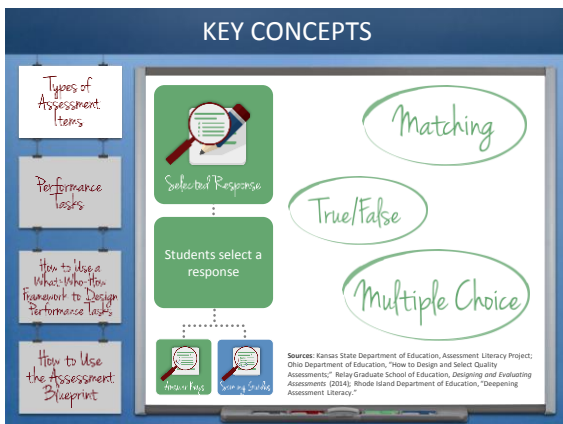 KEY CONCEPTS
Types of
Assessment
Items
Performance
Tasks
How to Use a
What-Who-How
Framework to Design
Performance Tasks
How to Use
the Assessment
Blueprint
Selected Response
Students select a
response
Answer Keys
Scoring Guides
Matching
True/False
Multiple Choice
Sources: Kansas State Department of Education, Assessment Literacy Project;
Ohio Department of Education, “How to Design and Select Quality
Assessments;” Relay Graduate School of Education, Designing and Evaluating
Assessments (2014); Rhode Island Department of Education, “Deepening
Assessment Literacy.”